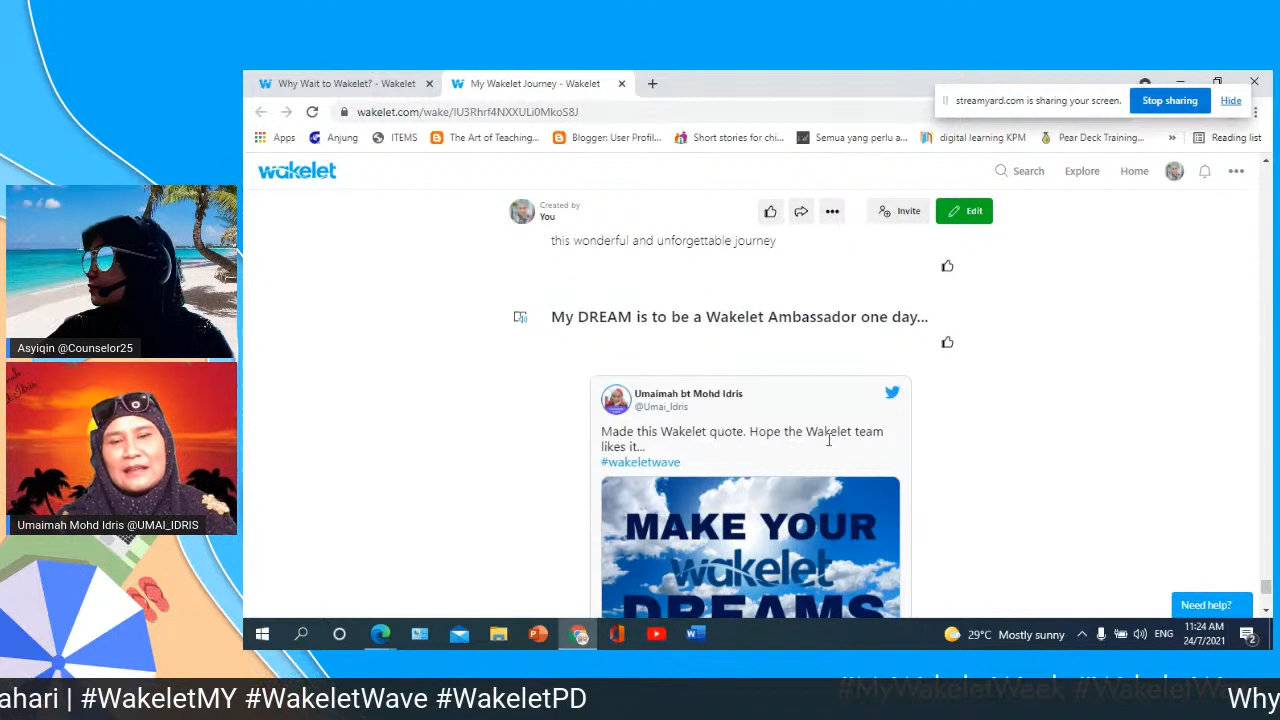 Why Wait to Wakelet? - Wakelet
My Wakelet Journey - Wakelet
streamyard.com is sharing your screen.
Stop sharing
Hide
wakelet.com/wake/IU3Rhrf4NXXULi0MkoS8J
Apps
Anjung
ITEMS
The Art of Teaching...
Blogger: User Profil...
Short stories for chi...
Semua yang perlu a...
digital learning KPM
Pear Deck Training...
»
Reading list
wakelet
Search
Explore
Home
Created by
You
Invite
Edit
this wonderful and unforgettable journey
My DREAM is to be a Wakelet Ambassador one day...
Umaimah bt Mohd Idris
@Umai_Idris
Made this Wakelet quote. Hope the Wakelet team
likes it...
#wakeletwave
MAKE YOUR
wakelet
DREAMS
Need help?
Asyiqin @Counselor25
Umaimah Mohd Idris @UMAI_IDRIS
29°C Mostly sunny
ENG
11:24 AM
24/7/2021
2
ahari | #WakeletMY #WakeletWave #WakeletPD
#MyWakeletWeek
Why